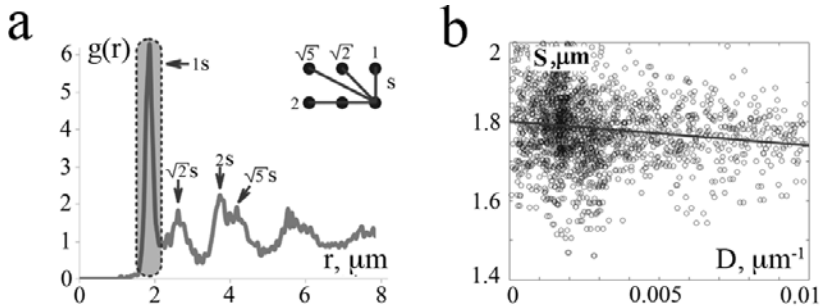 a
g(r)
6
5
4
3
2
1
0
1s
√2s
2s
√5s
√5 √2 1
s
2
r, μm
0 2 4 6 8
b
S,μm
2
1.8
1.6
1.4
D, μm⁻¹
0 0.005 0.01